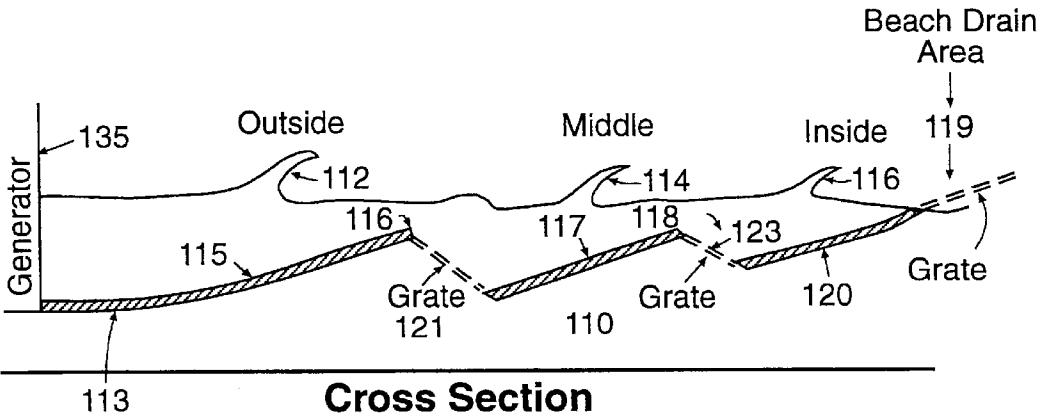 Beach Drain
Area
135
Outside
Middle
Inside
119
112
114
116
Generator
116
117
118
123
115
Grate
121
Grate
120
Grate
110
113
Cross Section